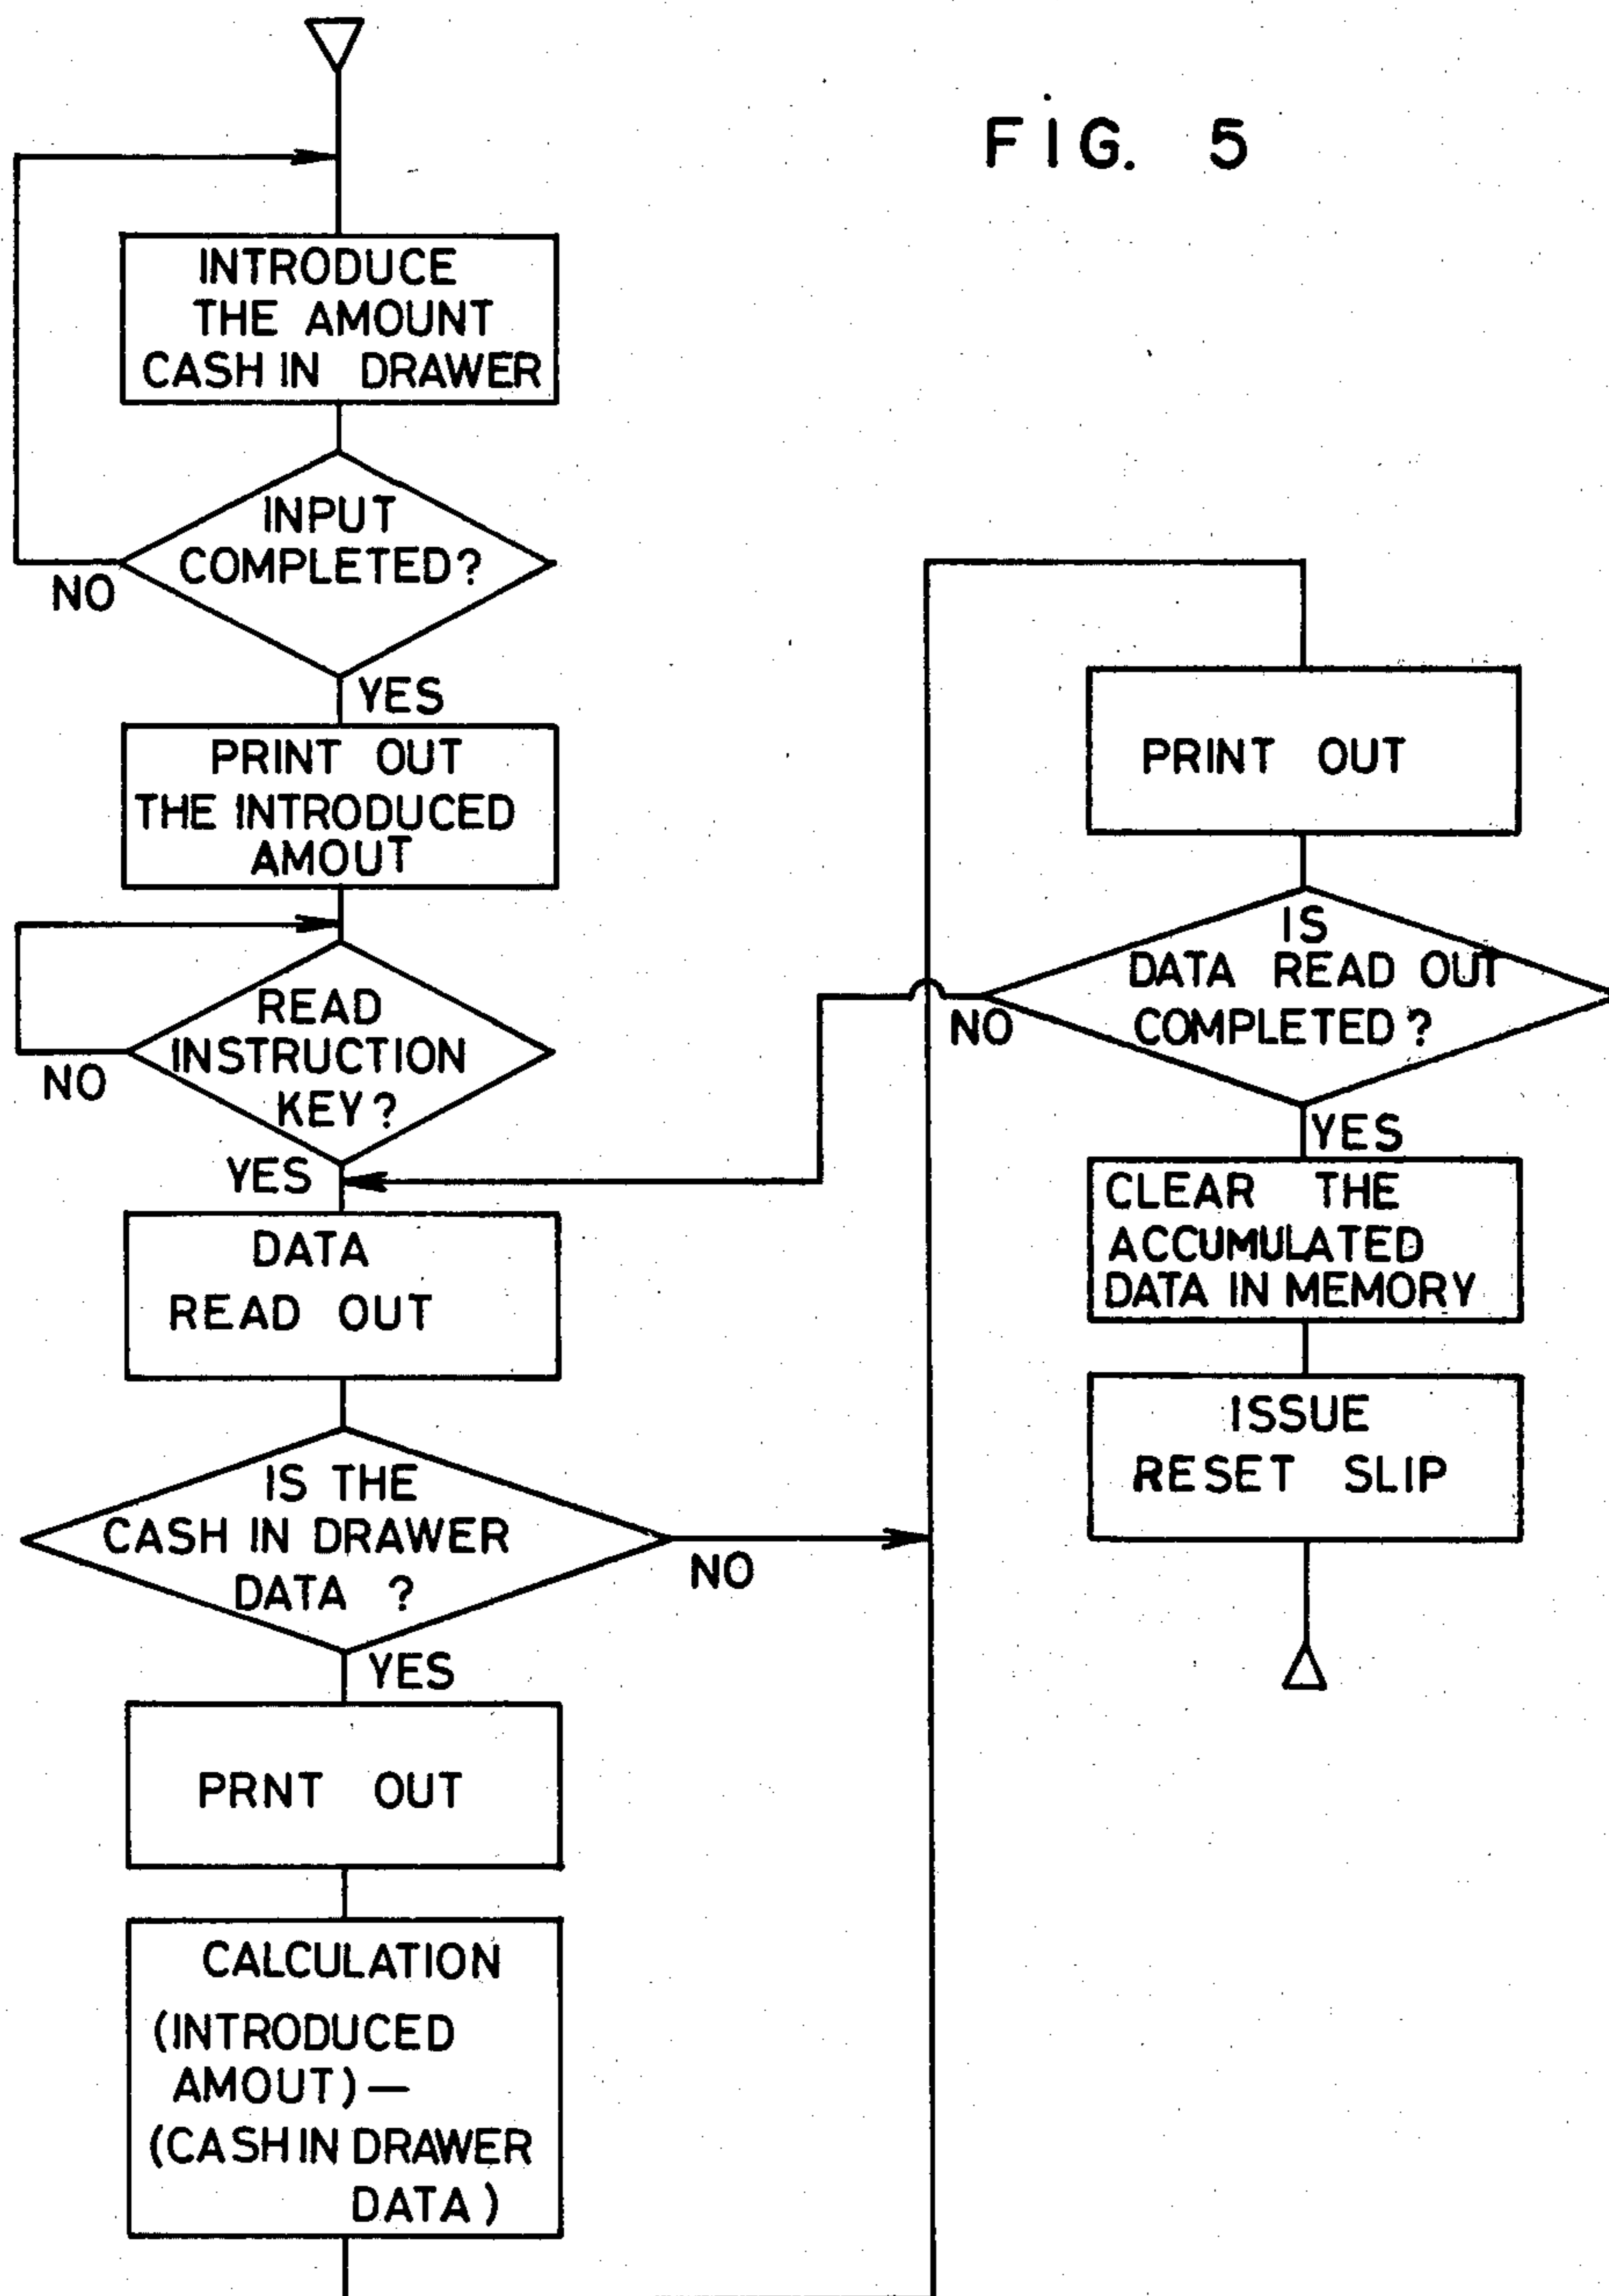 FIG. 5
INTRODUCE
THE AMOUNT
CASH IN DRAWER
INPUT
COMPLETED?
NO
YES
PRINT OUT
THE INTRODUCED
AMOUT
READ
INSTRUCTION
KEY?
NO
YES
DATA
READ OUT
IS THE
CASH IN DRAWER
DATA ?
NO
YES
PRNT OUT
CALCULATION
(INTRODUCED
AMOUT) —
(CASH IN DRAWER
DATA )
PRINT OUT
IS
DATA READ OUT
COMPLETED ?
NO
YES
CLEAR THE
ACCUMULATED
DATA IN MEMORY
ISSUE
RESET SLIP